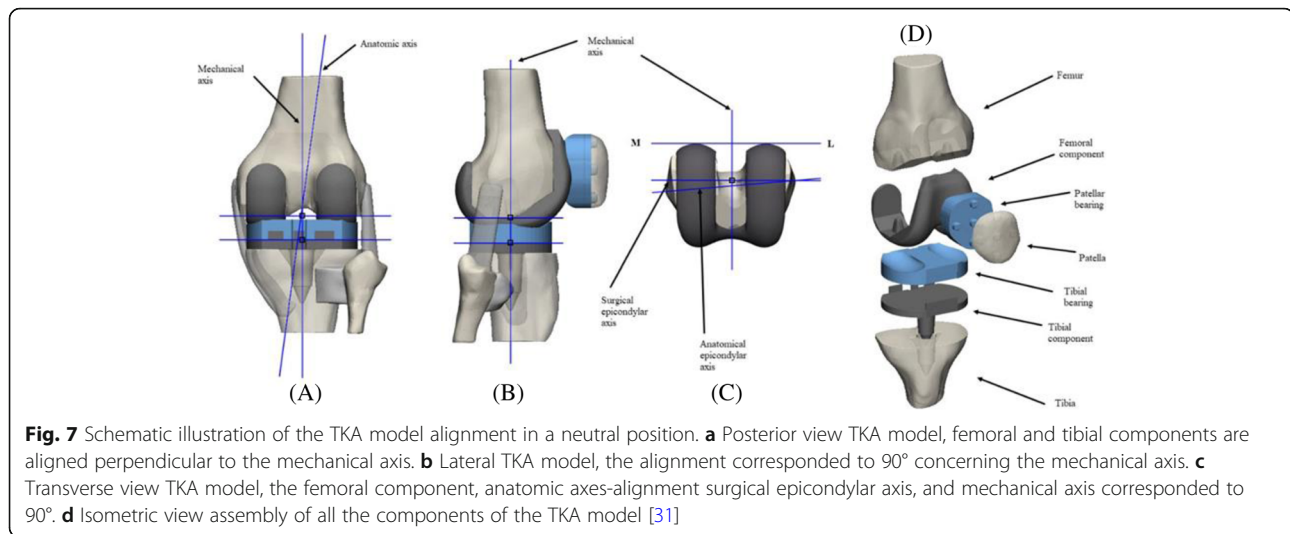 Anatomic axis
Mechanical
axis
(A)
Mechanical
axis
(B)
M
L
Surgical
epicondylar
axis
Anatomical
epicondylar
axis
(C)
(D)
Femur
Femoral
component
Patellar
bearing
Patella
Tibial
bearing
Tibial
component
Tibia
Fig. 7 Schematic illustration of the TKA model alignment in a neutral position. a Posterior view TKA model, femoral and tibial components are
aligned perpendicular to the mechanical axis. b Lateral TKA model, the alignment corresponded to 90° concerning the mechanical axis. c
Transverse view TKA model, the femoral component, anatomic axes-alignment surgical epicondylar axis, and mechanical axis corresponded to
90°. d Isometric view assembly of all the components of the TKA model [31]